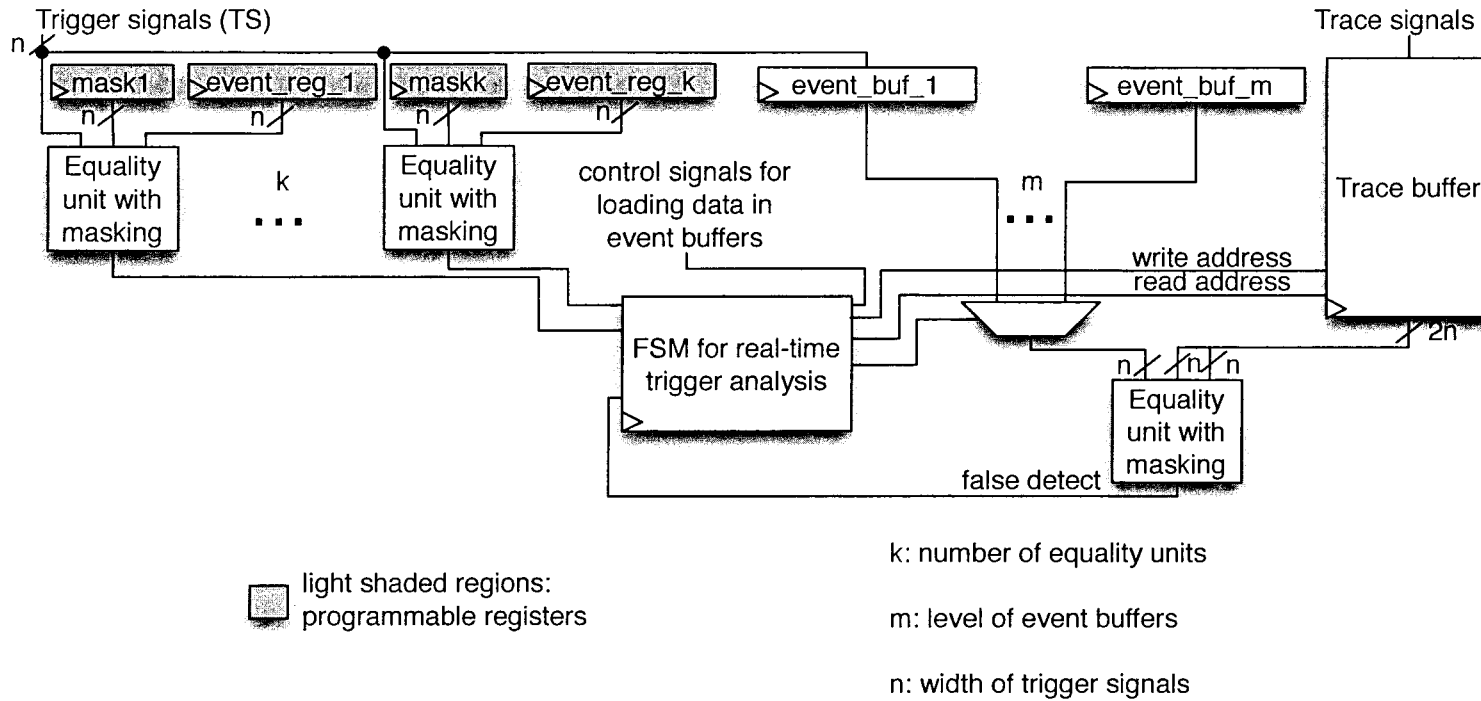 Trigger signals (TS)
Trace signals
n
mask1
event_reg_1
maskk
event_reg_k
event_buf_1
event_buf_m
n
n
n
n
Equality
unit with
masking
k
...
Equality
unit with
masking
control signals for
loading data in
event buffers
m
...
Trace buffer
write address
read address
FSM for real-time
trigger analysis
2n
n
n
n
Equality
unit with
masking
false detect
k: number of equality units
light shaded regions:
programmable registers
m: level of event buffers
n: width of trigger signals